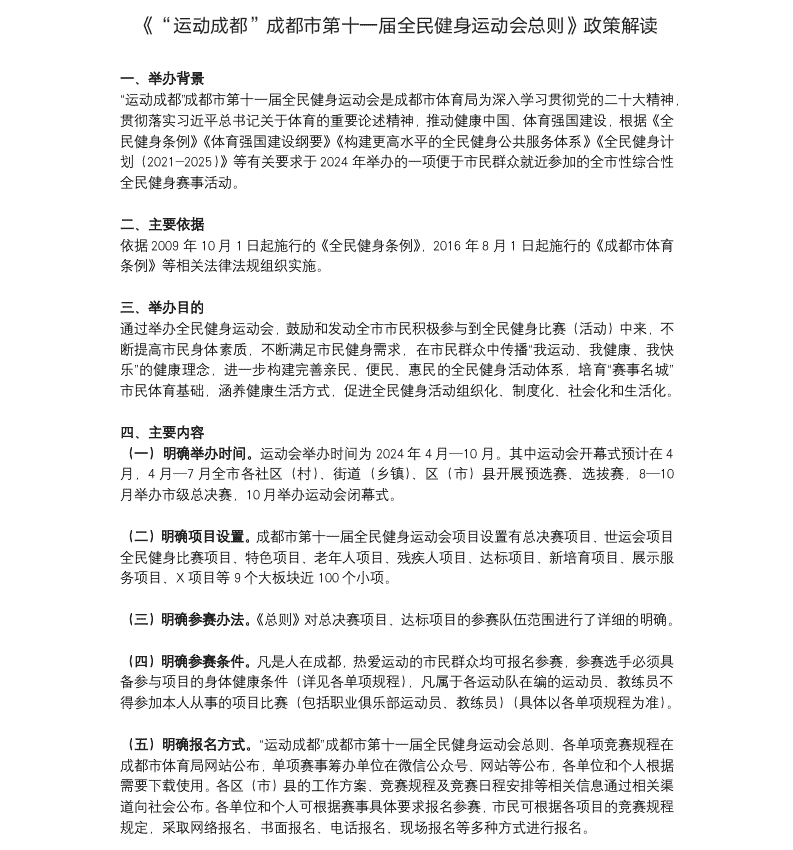 《“运动成都”成都市第十一届全民健身运动会总则》政策解读
一、举办背景
“运动成都”成都市第十一届全民健身运动会是成都市体育局为深入学习贯彻党的二十大精神，
贯彻落实习近平总书记关于体育的重要论述精神，推动健康中国、体育强国建设，根据《全
民健身条例》《体育强国建设纲要》《构建更高水平的全民健身公共服务体系》《全民健身计
划（2021—2025）》等有关要求于 2024 年举办的一项便于市民群众就近参加的全市性综合性
全民健身赛事活动。
二、主要依据
依据 2009 年 10 月 1 日起施行的《全民健身条例》，2016 年 8 月 1 日起施行的《成都市体育
条例》等相关法律法规组织实施。
三、举办目的
通过举办全民健身运动会，鼓励和发动全市市民积极参与到全民健身比赛（活动）中来，不
断提高市民身体素质，不断满足市民健身需求，在市民群众中传播“我运动、我健康、我快
乐”的健康理念，进一步构建完善亲民、便民、惠民的全民健身活动体系，培育“赛事名城”
市民体育基础，涵养健康生活方式，促进全民健身活动组织化、制度化、社会化和生活化。
四、主要内容
（一）明确举办时间。运动会举办时间为 2024 年 4 月—10 月。其中运动会开幕式预计在 4
月，4 月—7 月全市各社区（村）、街道（乡镇）、区（市）县开展预选赛、选拔赛，8—10
月举办市级总决赛，10 月举办运动会闭幕式。
（二）明确项目设置。成都市第十一届全民健身运动会项目设置有总决赛项目、世运会项目
全民健身比赛项目、特色项目、老年人项目、残疾人项目、达标项目、新培育项目、展示服
务项目、X 项目等 9 个大板块近 100 个小项。
（三）明确参赛办法。《总则》对总决赛项目、达标项目的参赛队伍范围进行了详细的明确。
（四）明确参赛条件。凡是人在成都，热爱运动的市民群众均可报名参赛，参赛选手必须具
备参与项目的身体健康条件（详见各单项规程），凡属于各运动队在编的运动员、教练员不
得参加本人从事的项目比赛（包括职业俱乐部运动员、教练员）（具体以各单项规程为准）。
（五）明确报名方式。“运动成都”成都市第十一届全民健身运动会总则、各单项竞赛规程在
成都市体育局网站公布，单项赛事筹办单位在微信公众号、网站等公布，各单位和个人根据
需要下载使用。各区（市）县的工作方案、竞赛规程及竞赛日程安排等相关信息通过相关渠
道向社会公布。各单位和个人可根据赛事具体要求报名参赛，市民可根据各项目的竞赛规程
规定，采取网络报名、书面报名、电话报名、现场报名等多种方式进行报名。